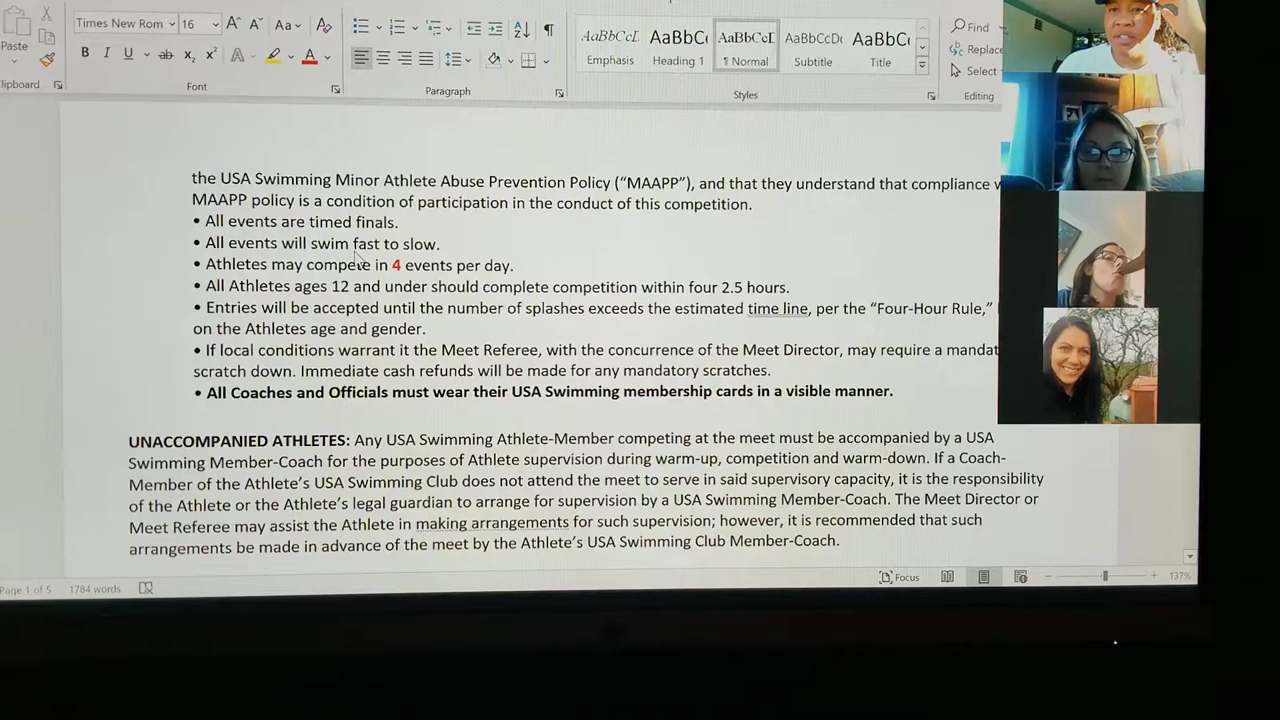 Times New Rom 16 A A Aa A
Find
Replace
Select
Editing
Paste
lipboard
B I U ab x₂ x² A A
Font
Paragraph
AaBbCcL AaBbC AaBbCcD AaBbCcD AaBbC
Emphasis Heading 1 ¶ Normal Subtitle Title
Styles
the USA Swimming Minor Athlete Abuse Prevention Policy (“MAAPP”), and that they understand that compliance
MAAPP policy is a condition of participation in the conduct of this competition.
• All events are timed finals.
• All events will swim fast to slow.
• Athletes may compete in 4 events per day.
• All Athletes ages 12 and under should complete competition within four 2.5 hours.
• Entries will be accepted until the number of splashes exceeds the estimated time line, per the “Four-Hour Rule,”
on the Athletes age and gender.
• If local conditions warrant it the Meet Referee, with the concurrence of the Meet Director, may require a mandat
scratch down. Immediate cash refunds will be made for any mandatory scratches.
• All Coaches and Officials must wear their USA Swimming membership cards in a visible manner.
UNACCOMPANIED ATHLETES: Any USA Swimming Athlete-Member competing at the meet must be accompanied by a USA
Swimming Member-Coach for the purposes of Athlete supervision during warm-up, competition and warm-down. If a Coach-
Member of the Athlete’s USA Swimming Club does not attend the meet to serve in said supervisory capacity, it is the responsibility
of the Athlete or the Athlete’s legal guardian to arrange for supervision by a USA Swimming Member-Coach. The Meet Director or
Meet Referee may assist the Athlete in making arrangements for such supervision; however, it is recommended that such
arrangements be made in advance of the meet by the Athlete’s USA Swimming Club Member-Coach.
Page 1 of 5 1784 words
Focus
137%